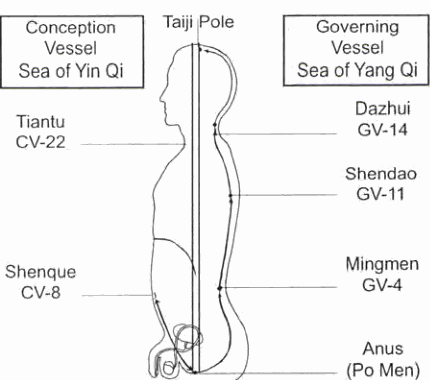 Conception
Vessel
Sea of Yin Qi
Taiji Pole
Governing
Vessel
Sea of Yang Qi
Tiantu
CV-22
Dazhui
GV-14
Shendao
GV-11
Shenque
CV-8
Mingmen
GV-4
Anus
(Po Men)